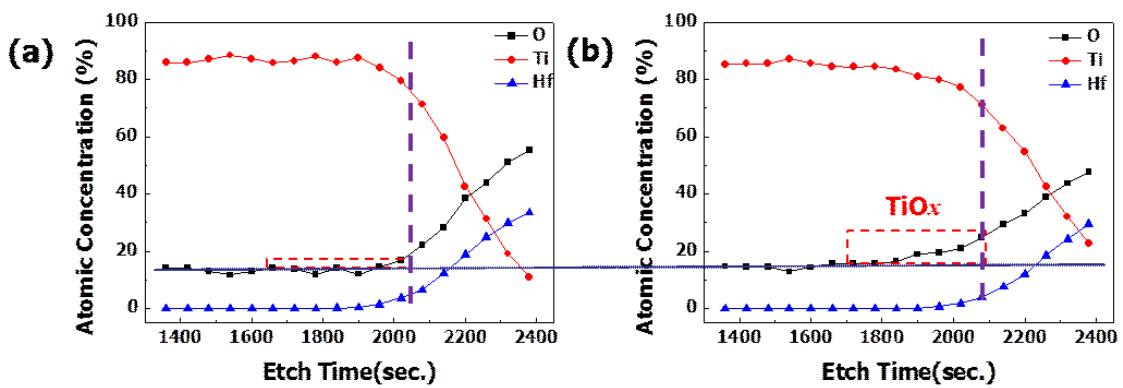 (a)
Atomic Concentration (%)
100
80
60
40
20
0
O
Ti
Hf
1400
1600
1800
2000
2200
2400
Etch Time(sec.)
(b)
Atomic Concentration (%)
100
80
60
40
20
0
O
Ti
Hf
TiOx
1400
1600
1800
2000
2200
2400
Etch Time(sec.)